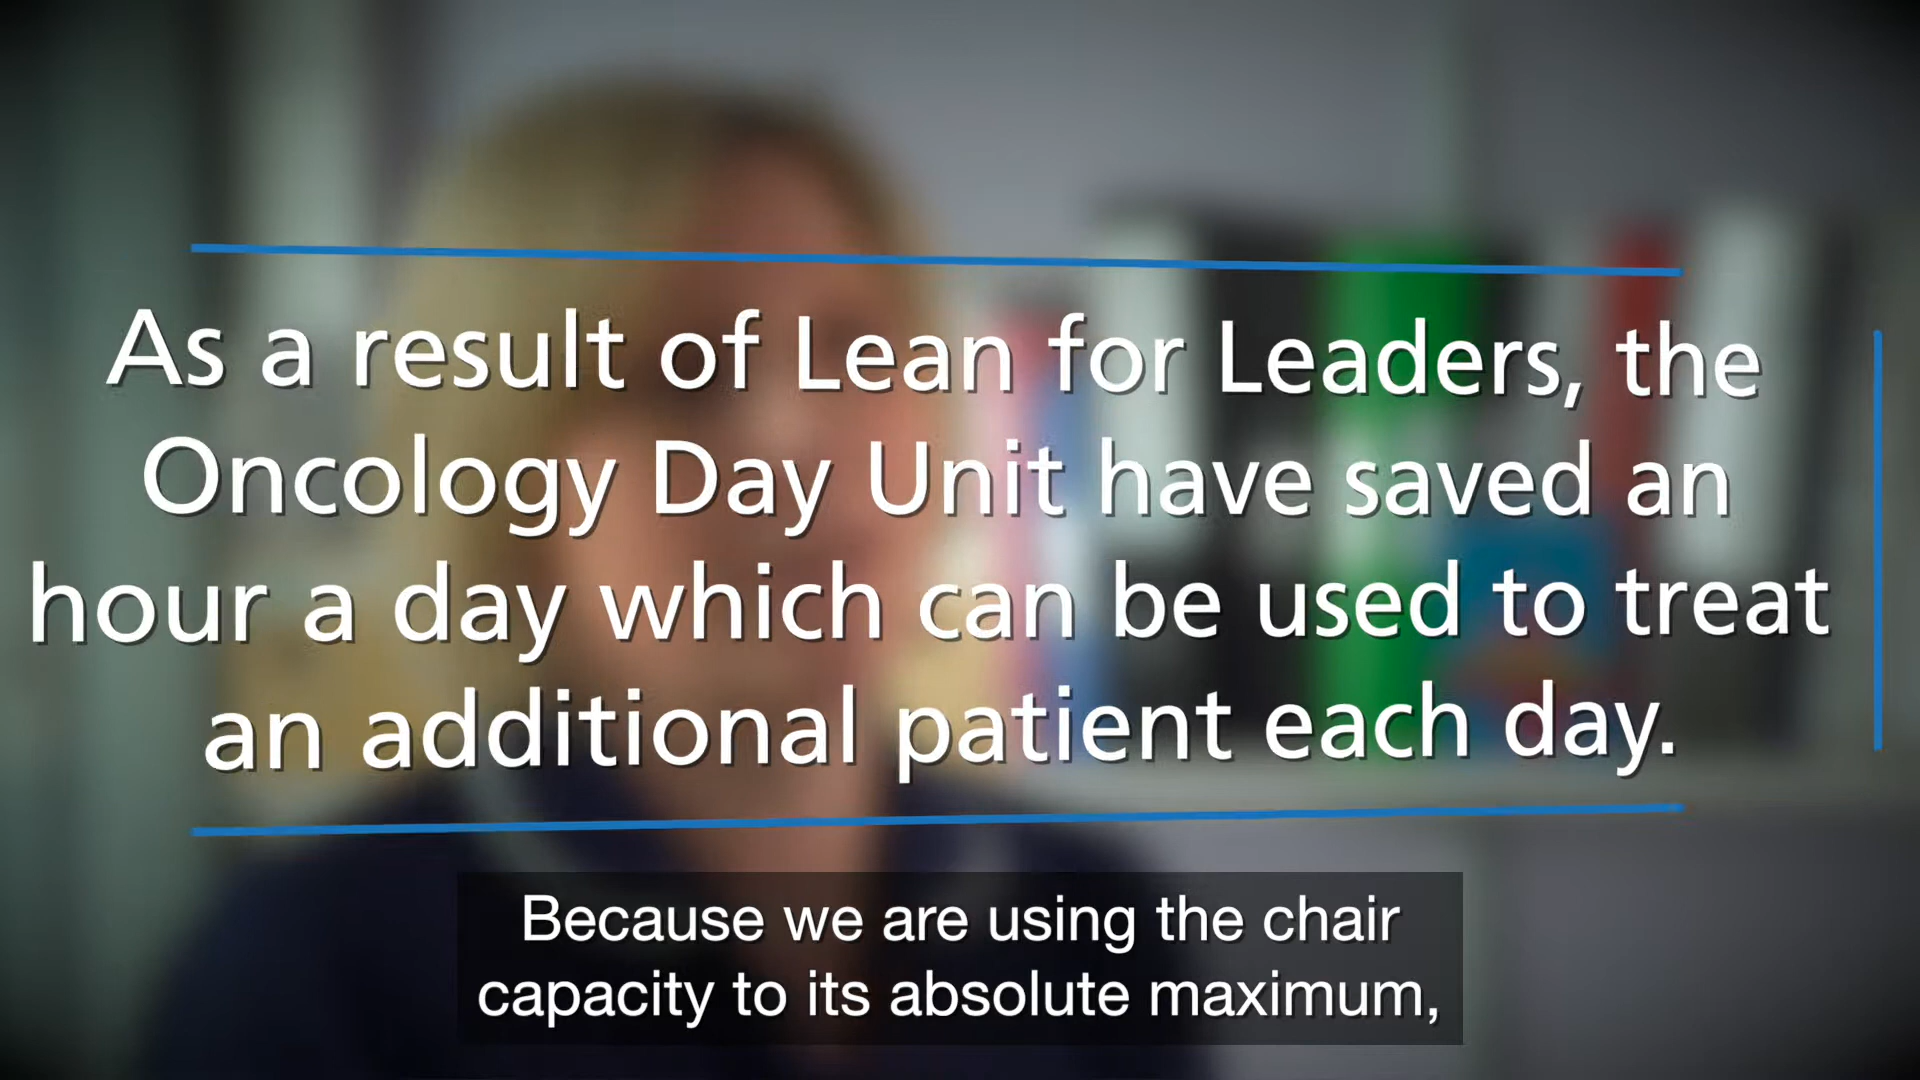 As a result of Lean for Leaders, the
Oncology Day Unit have saved an
hour a day which can be used to treat
an additional patient each day.
Because we are using the chair
capacity to its absolute maximum,